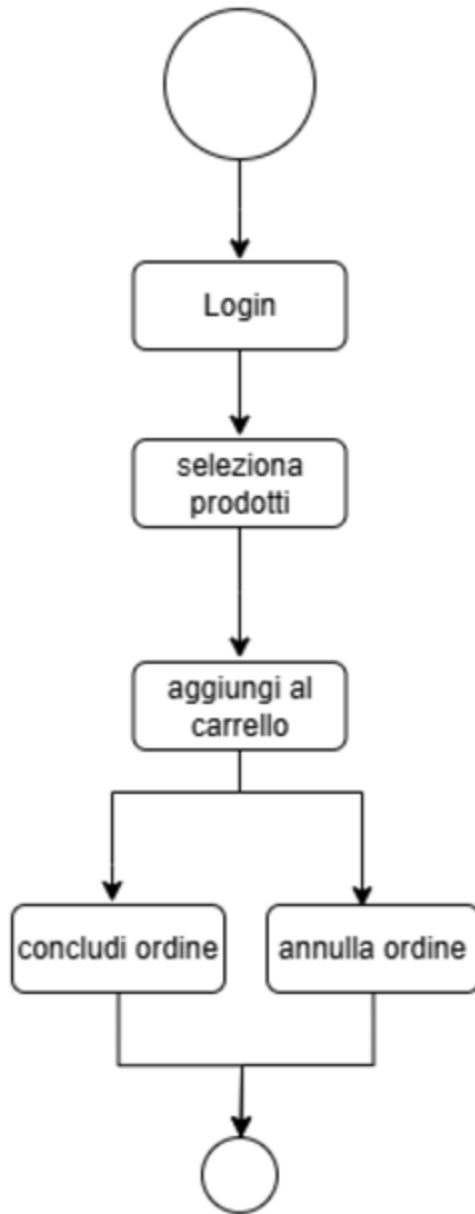 Login
seleziona
prodotti
aggiungi al
carrello
concludi ordine
annulla ordine